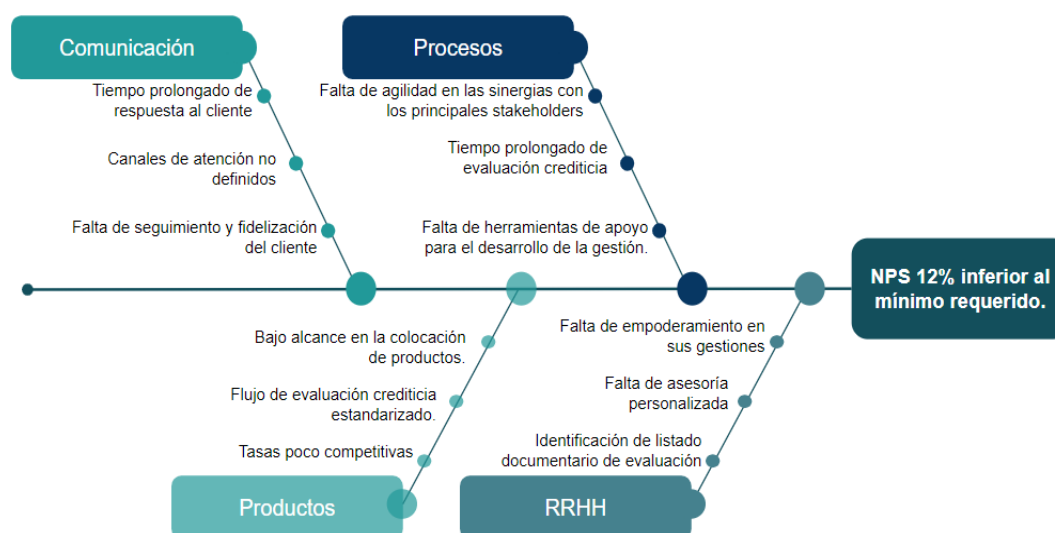 Comunicación
Tiempo prolongado de
respuesta al cliente
Canales de atención no
definidos
Falta de seguimiento y fidelización
del cliente
Procesos
Falta de agilidad en las sinergias con
los principales stakeholders
Tiempo prolongado de
evaluación crediticia
Falta de herramientas de apoyo
para el desarrollo de la gestión.
NPS 12% inferior al
mínimo requerido.
Bajo alcance en la colocación
de productos.
Flujo de evaluación crediticia
estandarizado.
Tasas poco competitivas
Productos
Falta de empoderamiento en
sus gestiones
Falta de asesoría
personalizada
Identificación de listado
documentario de evaluación
RRHH